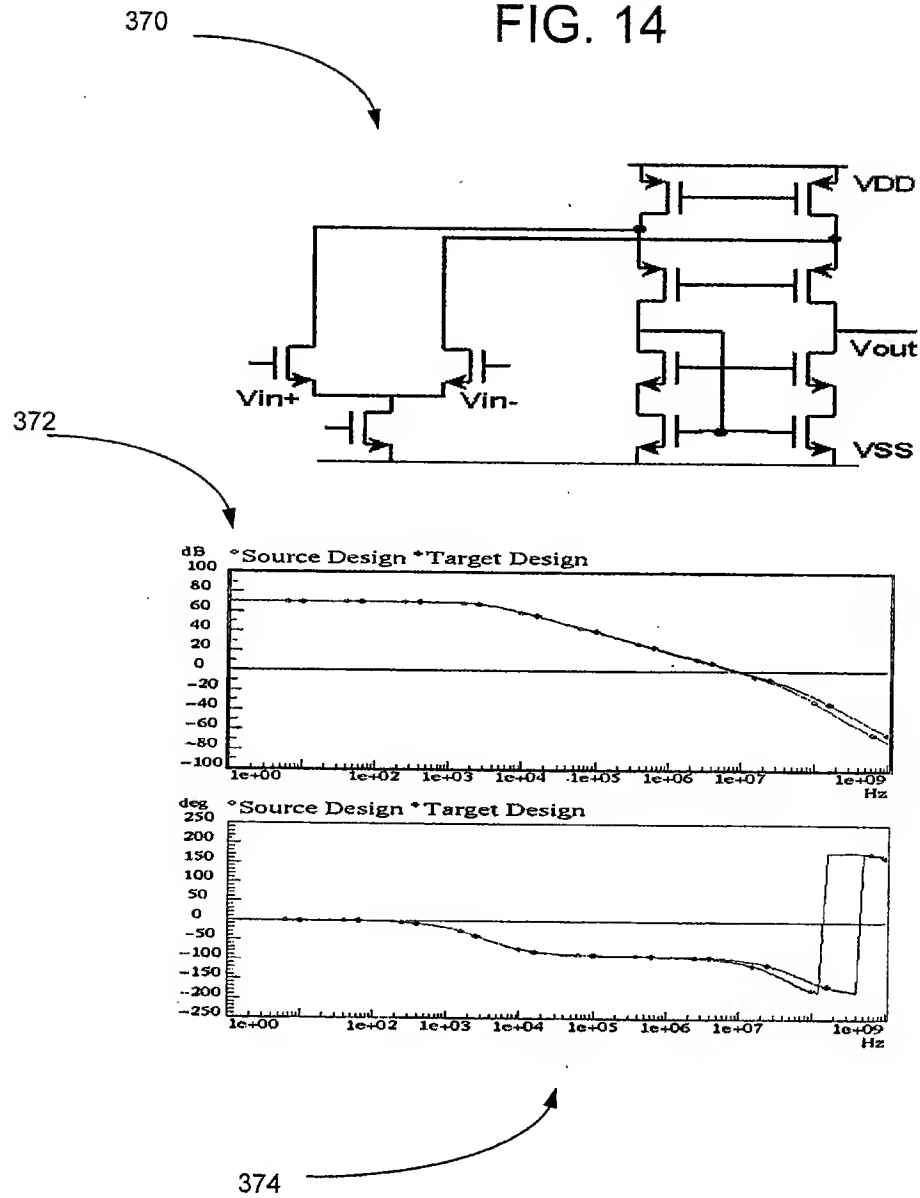 370
FIG. 14
VDD
Vout
Vin+
Vin-
VSS
372
dB °Source Design *Target Design
100
80
60
40
20
0
-20
-40
-60
-80
-100
1e+00 1e+02 1e+03 1e+04 1e+05 1e+06 1e+07 1e+09
Hz
deg °Source Design *Target Design
250
200
150
100
50
0
-50
-100
-150
-200
-250
1e+00 1e+02 1e+03 1e+04 1e+05 1e+06 1e+07 1e+09
Hz
374